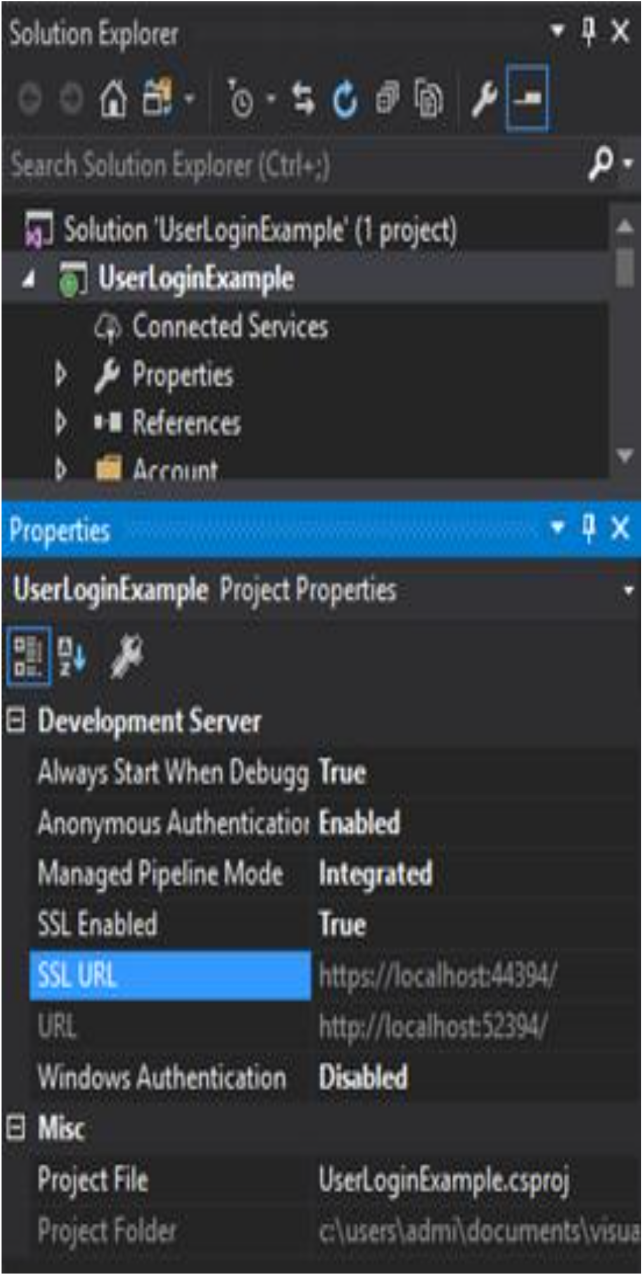 Solution Explorer
Search Solution Explorer (Ctrl+;)
Solution 'UserLoginExample' (1 project)
UserLoginExample
Connected Services
Properties
References
Account
Properties
UserLoginExample Project Properties
Development Server
Always Start When Debugg True
Anonymous Authentication Enabled
Managed Pipeline Mode Integrated
SSL Enabled True
SSL URL https://localhost:44394/
URL http://localhost:52394/
Windows Authentication Disabled
Misc
Project File UserLoginExample.csproj
Project Folder c:\users\admi\documents\visua